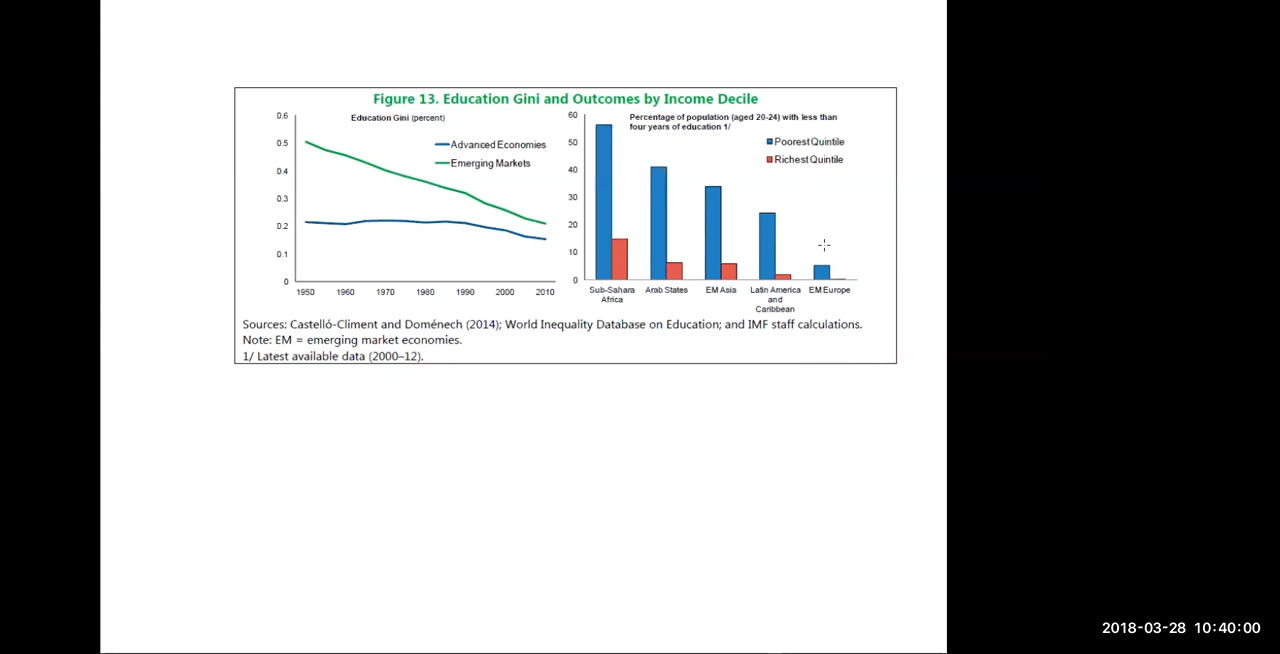 Figure 13. Education Gini and Outcomes by Income Decile
Education Gini (percent)
0.6
0.5
0.4
0.3
0.2
0.1
0
Advanced Economies
Emerging Markets
1950 1960 1970 1980 1990 2000 2010
Percentage of population (aged 20-24) with less than
four years of education 1/
60
50
40
30
20
10
0
Poorest Quintile
Richest Quintile
Sub-Sahara
Africa
Arab States
EM Asia
Latin America
and
Caribbean
EM Europe
Sources: Castelló-Climent and Doménech (2014); World Inequality Database on Education; and IMF staff calculations.
Note: EM = emerging market economies.
1/ Latest available data (2000–12).
2018-03-28 10:40:00